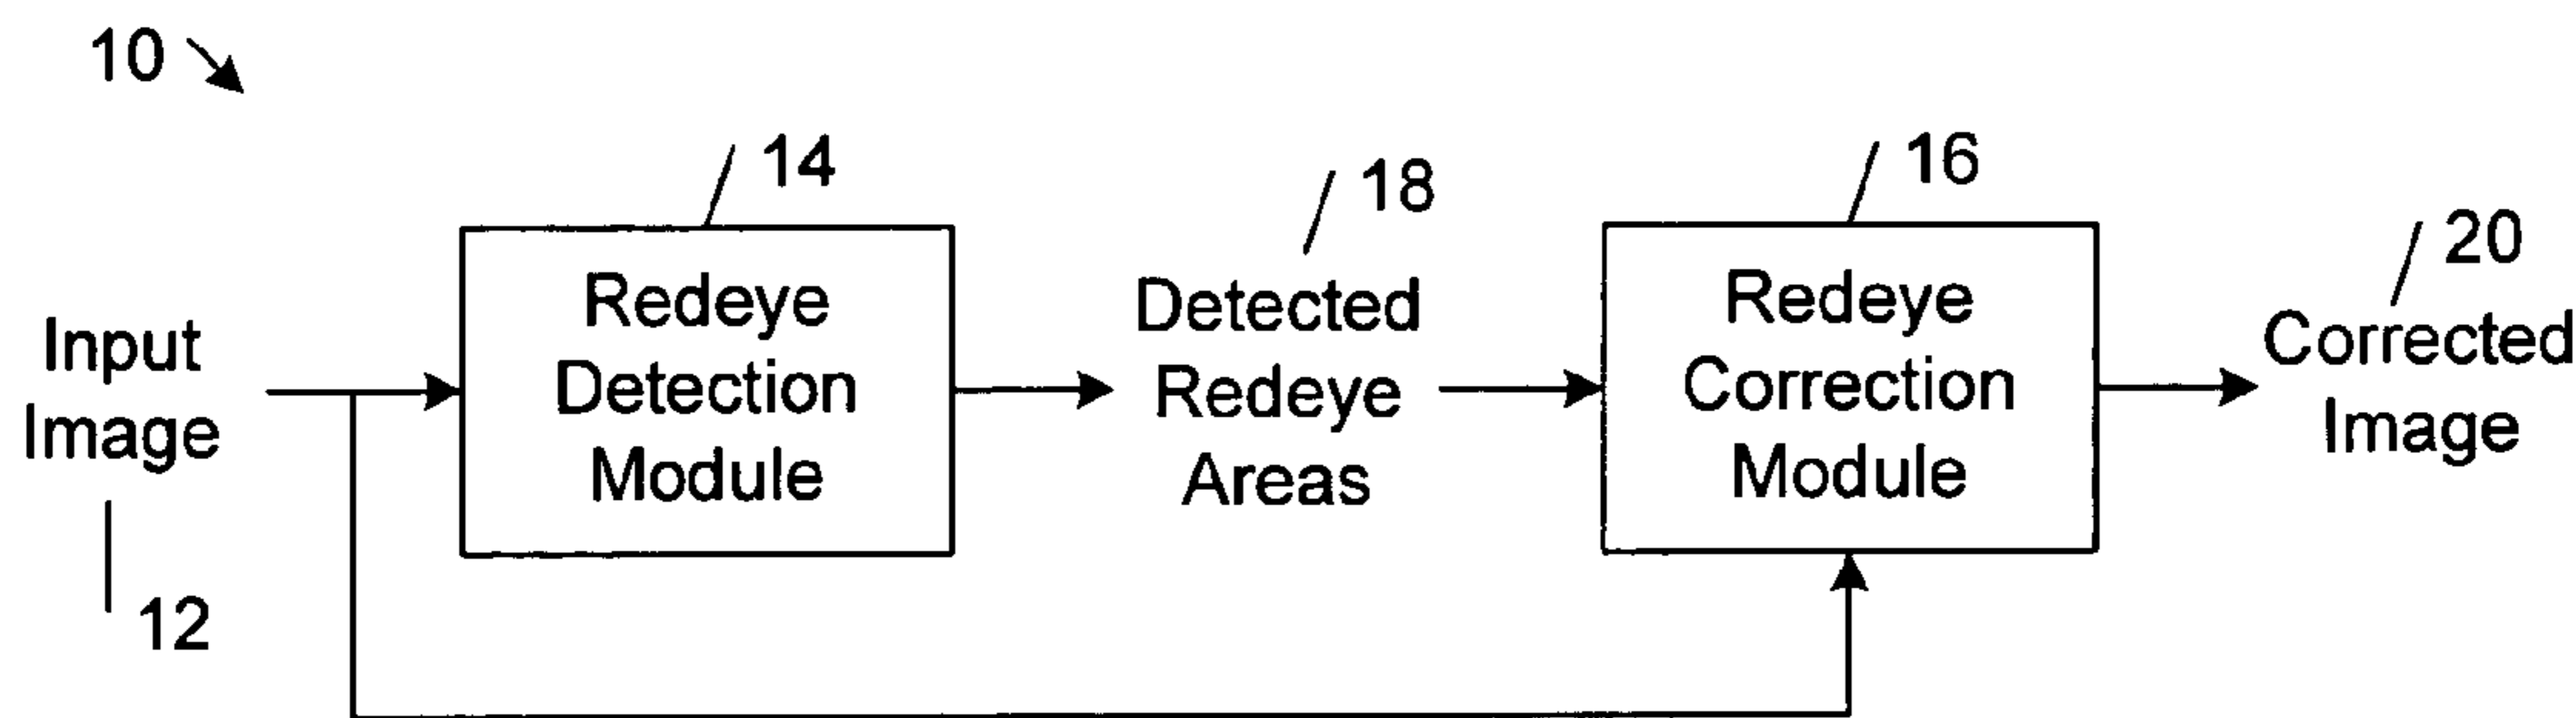 10
14
18
16
20
Input
Image
12
Redeye
Detection
Module
Detected
Redeye
Areas
Redeye
Correction
Module
Corrected
Image